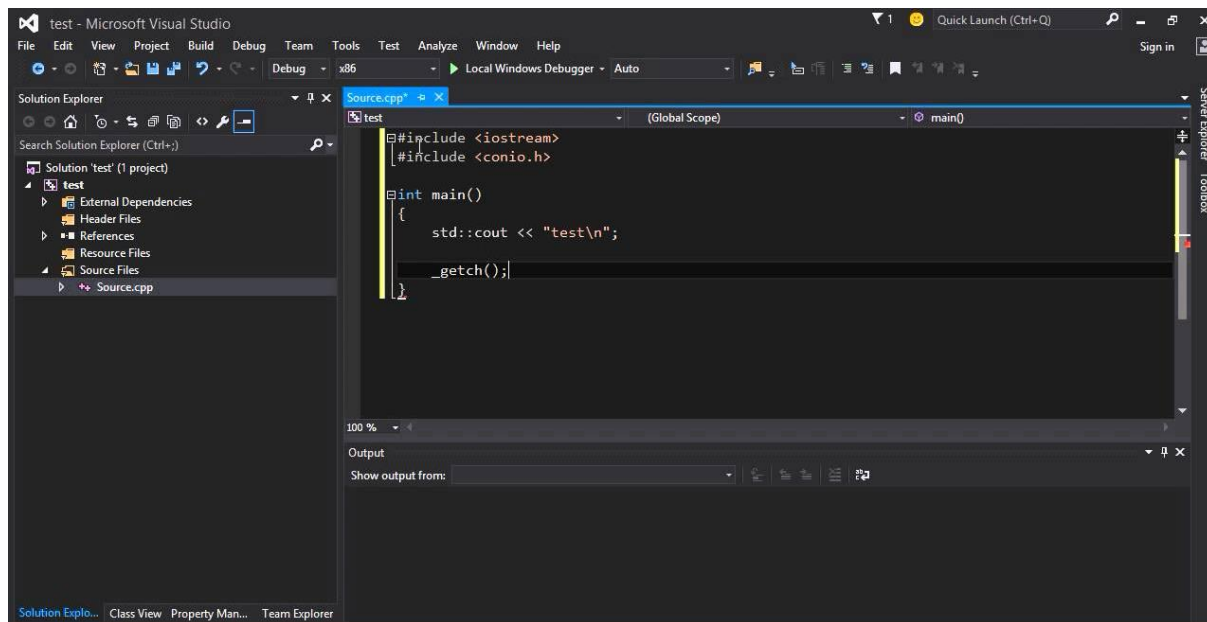 test - Microsoft Visual Studio
1
Quick Launch (Ctrl+Q)
File Edit View Project Build Debug Team Tools Test Analyze Window Help
Sign in
Debug x86 Local Windows Debugger Auto
Solution Explorer
Search Solution Explorer (Ctrl+;)
Solution 'test' (1 project)
test
External Dependencies
Header Files
References
Resource Files
Source Files
Source.cpp
Solution Explo... Class View Property Man... Team Explorer
Source.cpp*
test (Global Scope) main()
#include <iostream>
#include <conio.h>
int main()
{
std::cout << "test\n";
_getch();
}
100 %
Output
Show output from:
Server Explorer
Toolbox